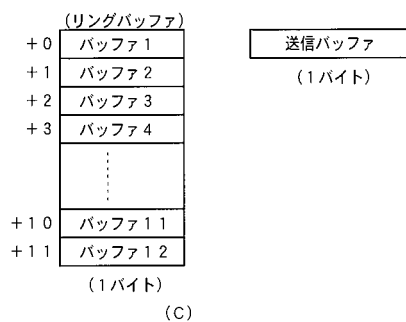 (リングバッファ)
+0 バッファ1
+1 バッファ2
+2 バッファ3
+3 バッファ4
+10 バッファ11
+11 バッファ12
(1バイト)
送信バッファ
(1バイト)
(C)